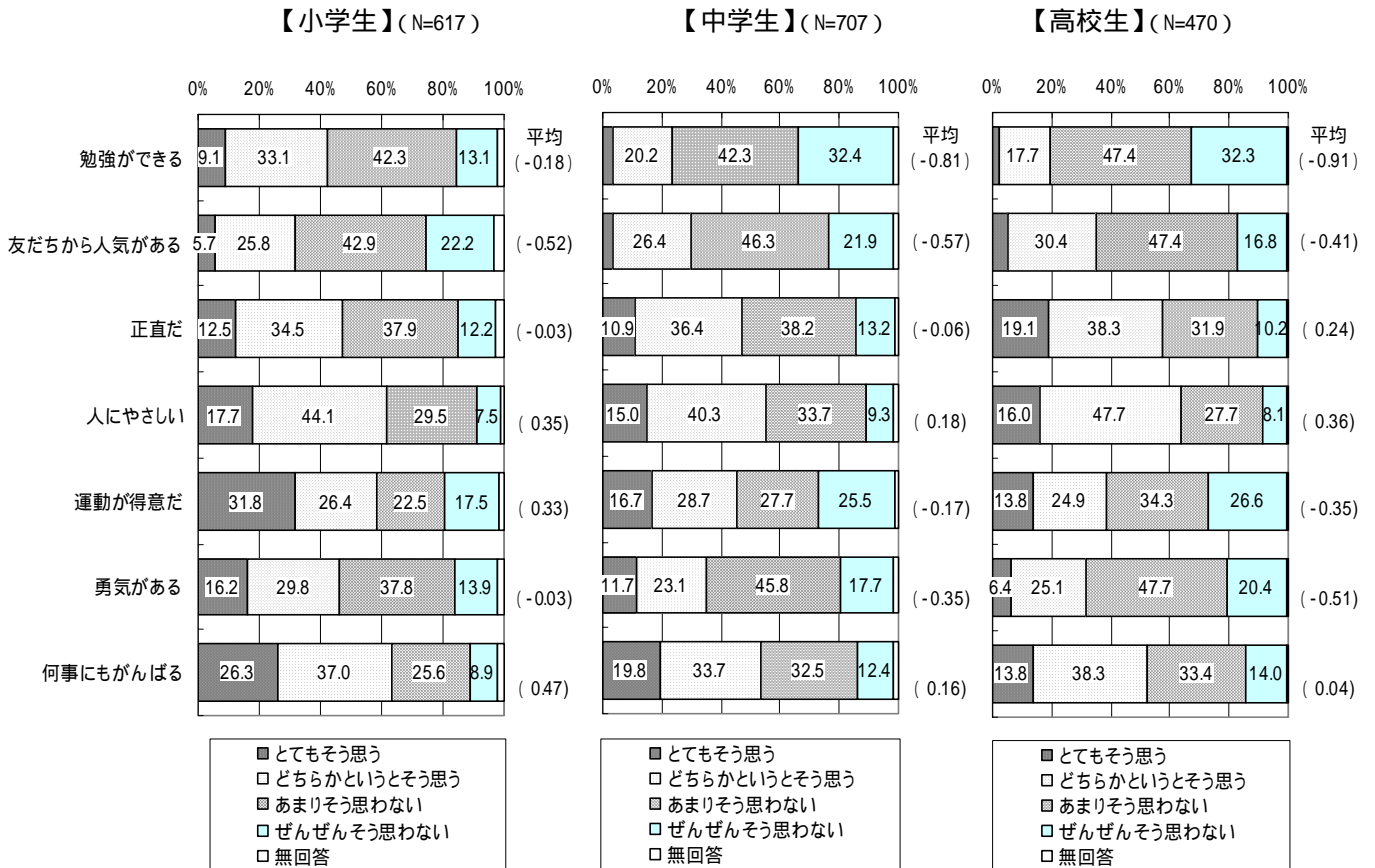 【小学生】(N=617) 【中学生】(N=707) 【高校生】(N=470)
0% 20% 40% 60% 80% 100% 0% 20% 40% 60% 80% 100% 0% 20% 40% 60% 80% 100%
平均 平均 平均
勉強ができる 9.1 33.1 42.3 13.1 (-0.18) 20.2 42.3 32.4 (-0.81) 17.7 47.4 32.3 (-0.91)
友だちから人気がある 5.7 25.8 42.9 22.2 (-0.52) 26.4 46.3 21.9 (-0.57) 30.4 47.4 16.8 (-0.41)
正直だ 12.5 34.5 37.9 12.2 (-0.03) 10.9 36.4 38.2 13.2 (-0.06) 19.1 38.3 31.9 10.2 ( 0.24)
人にやさしい 17.7 44.1 29.5 7.5 ( 0.35) 15.0 40.3 33.7 9.3 ( 0.18) 16.0 47.7 27.7 8.1 ( 0.36)
運動が得意だ 31.8 26.4 22.5 17.5 ( 0.33) 16.7 28.7 27.7 25.5 (-0.17) 13.8 24.9 34.3 26.6 (-0.35)
勇気がある 16.2 29.8 37.8 13.9 (-0.03) 11.7 23.1 45.8 17.7 (-0.35) 6.4 25.1 47.7 20.4 (-0.51)
何事にもがんばる 26.3 37.0 25.6 8.9 ( 0.47) 19.8 33.7 32.5 12.4 ( 0.16) 13.8 38.3 33.4 14.0 ( 0.04)
とてもそう思う とてもそう思う とてもそう思う
どちらかというとそう思う どちらかというとそう思う どちらかというとそう思う
あまりそう思わない あまりそう思わない あまりそう思わない
ぜんぜんそう思わない ぜんぜんそう思わない ぜんぜんそう思わない
無回答 無回答 無回答